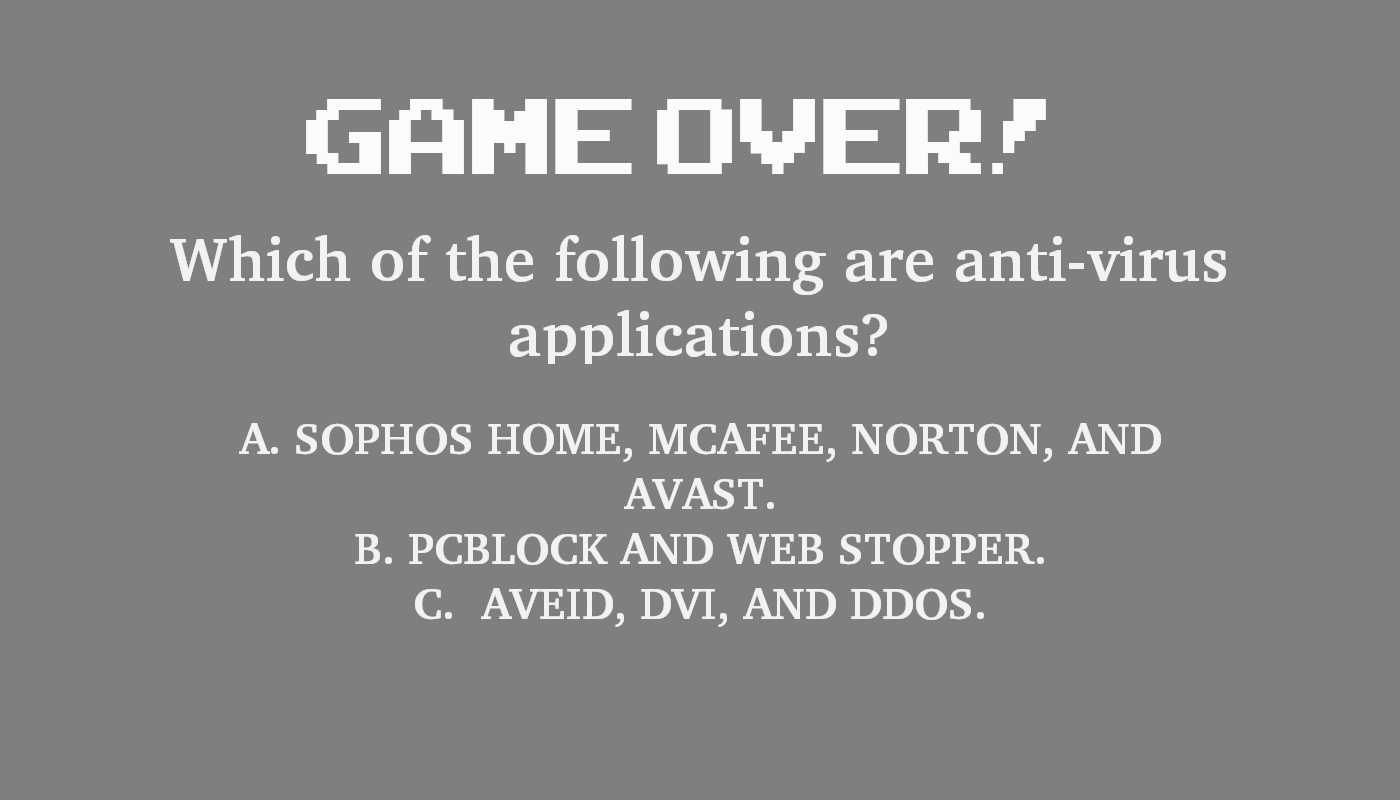 GAME OVER!
Which of the following are anti-virus
applications?
A. SOPHOS HOME, MCAFEE, NORTON, AND
AVAST.
B. PCBLOCK AND WEB STOPPER.
C.  AVEID, DVI, AND DDOS.